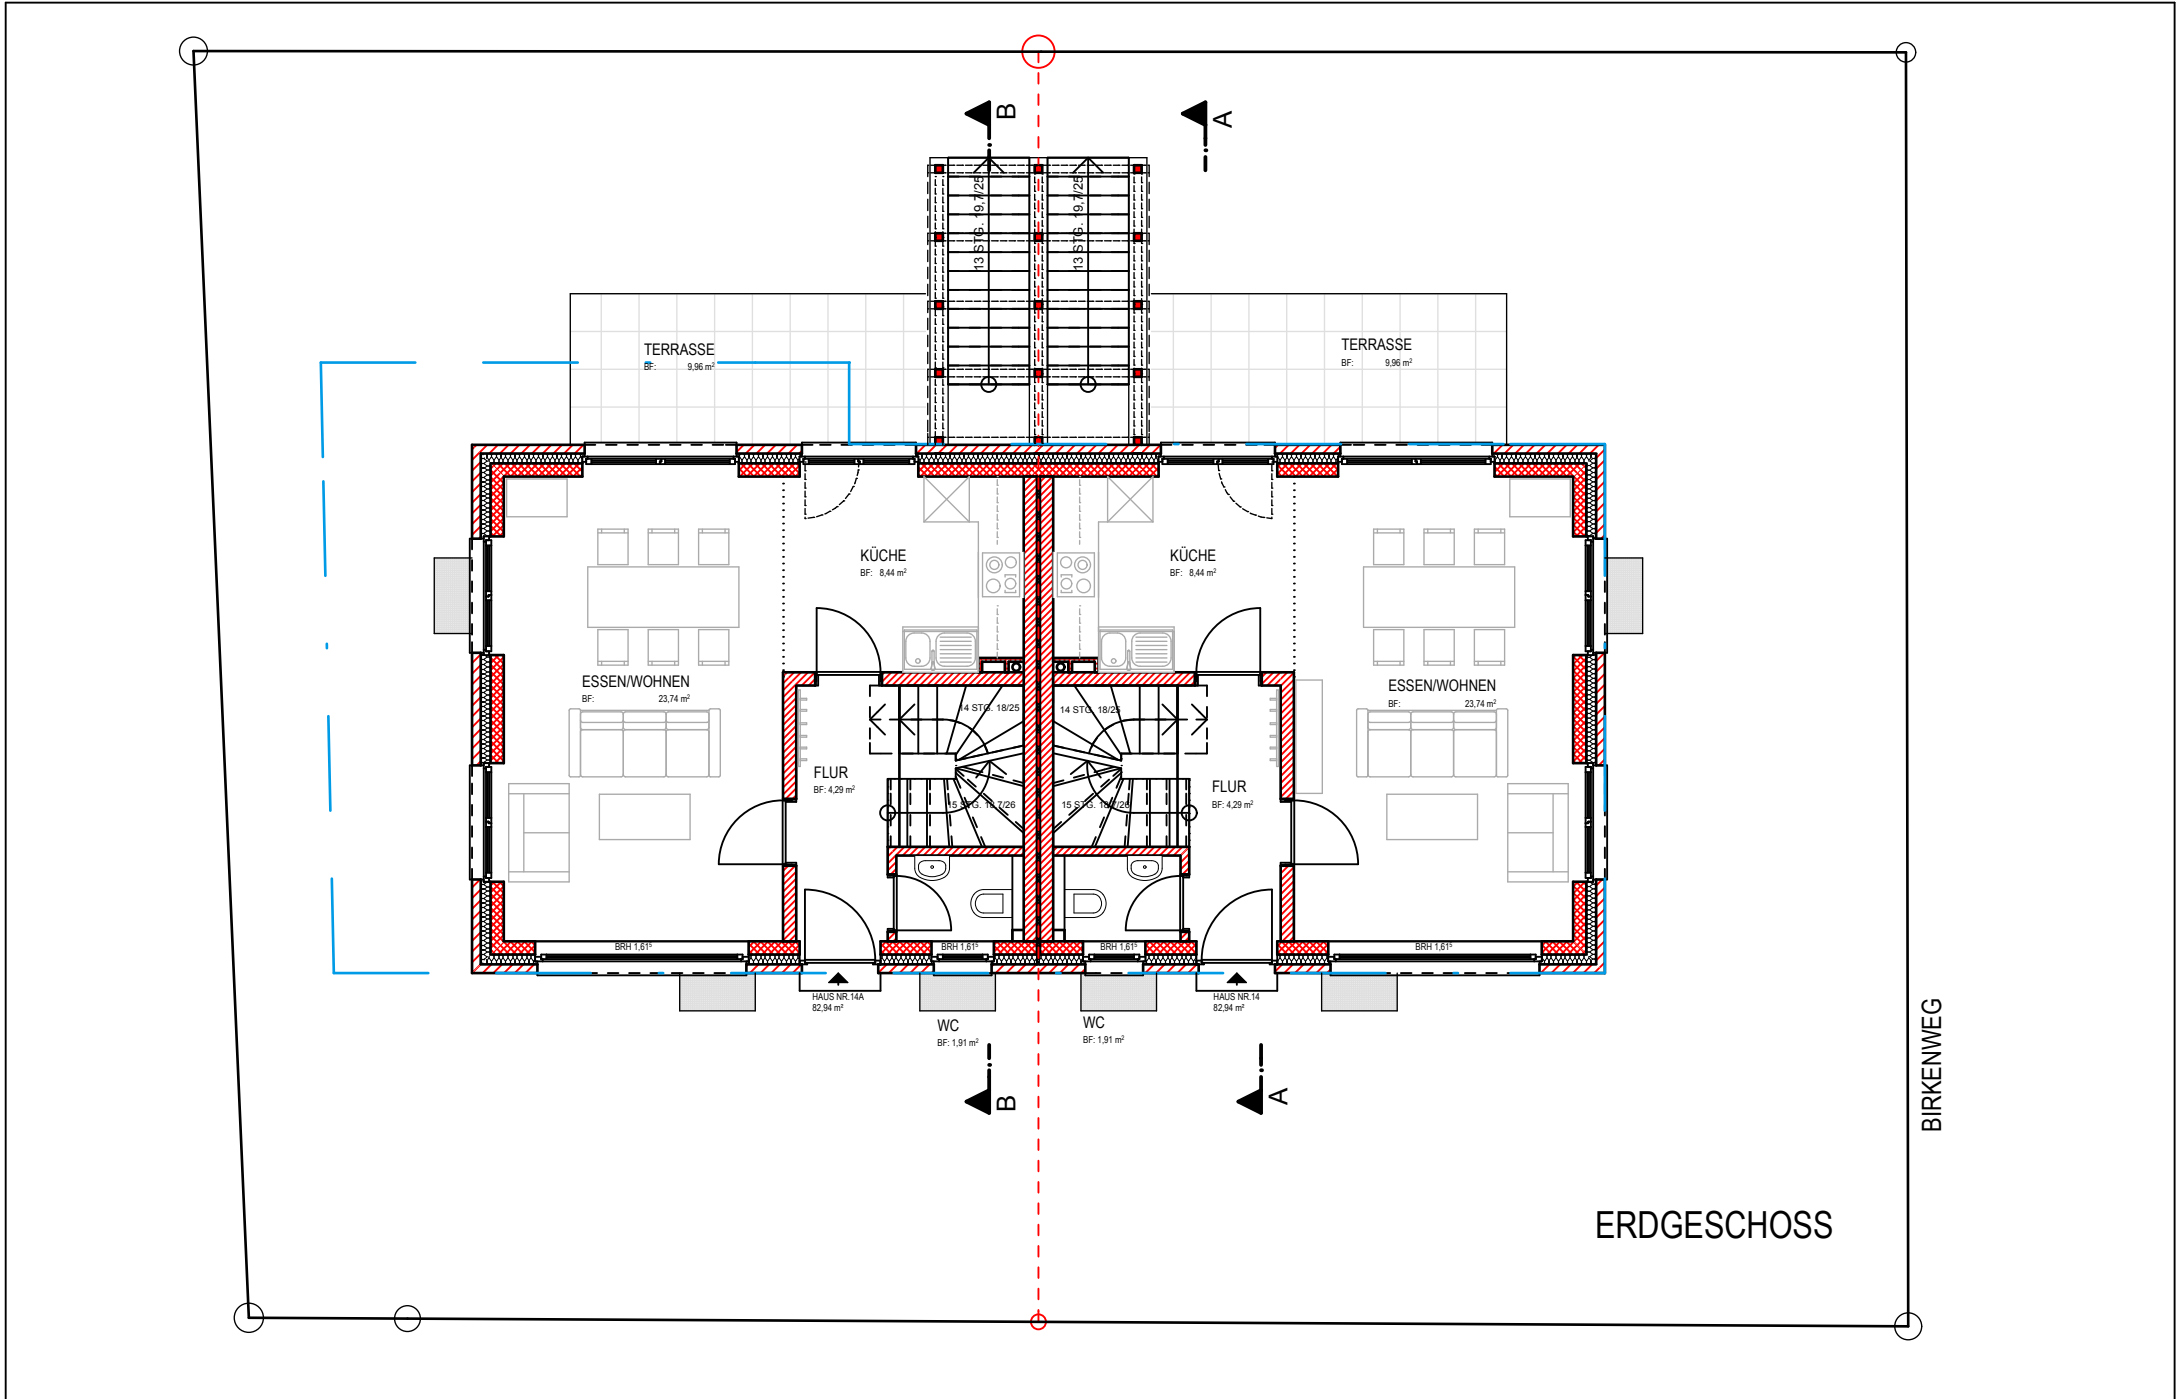 B
A
13 STG. 19,7/25
13 STG. 19,7/25
TERRASSE
BF: 9,96 m²
TERRASSE
BF: 9,96 m²
KÜCHE
BF: 8,44 m²
KÜCHE
BF: 8,44 m²
ESSEN/WOHNEN
BF: 23,74 m²
ESSEN/WOHNEN
BF: 23,74 m²
14 STG. 18/25
14 STG. 18/25
FLUR
BF: 4,29 m²
FLUR
BF: 4,29 m²
15 STG. 18,7/26
15 STG. 18,7/26
BRH 1,61⁵
BRH 1,61⁵
BRH 1,61⁵
BRH 1,61⁵
HAUS NR.14A
82,94 m²
HAUS NR.14
82,94 m²
WC
BF: 1,91 m²
WC
BF: 1,91 m²
B
A
BIRKENWEG
ERDGESCHOSS